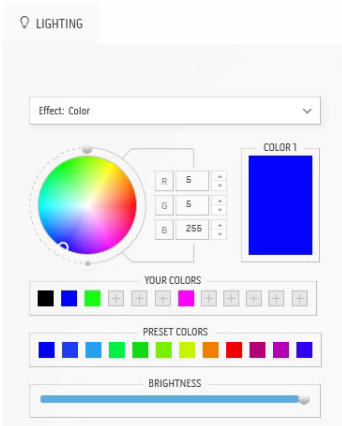 LIGHTING
Effect: Color
COLOR 1
R 5
G 5
B 255
YOUR COLORS
PRESET COLORS
BRIGHTNESS